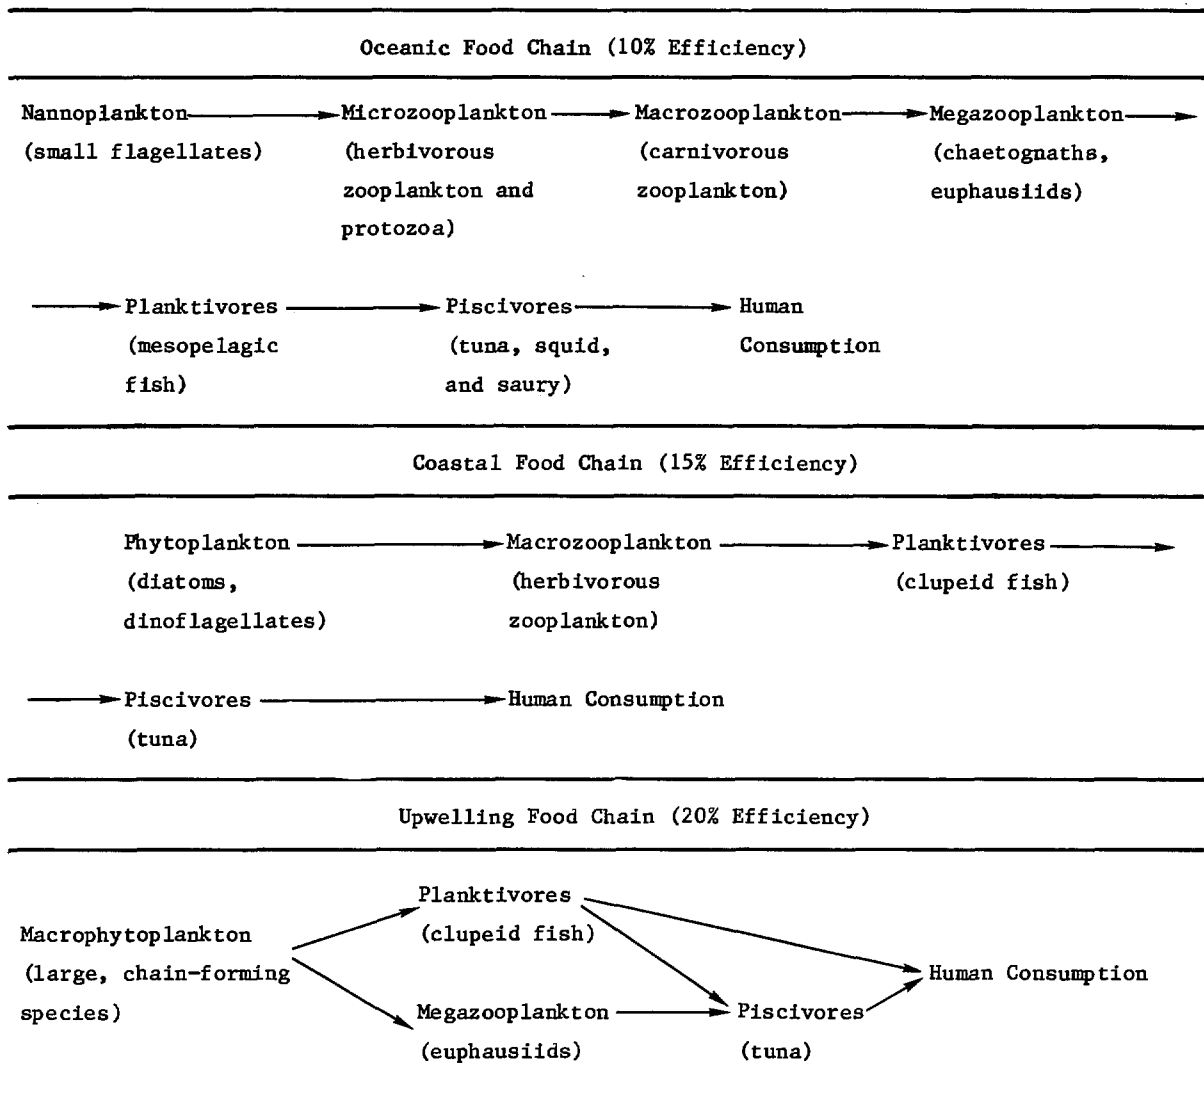 Oceanic Food Chain (10% Efficiency)
Nannoplankton Microzooplankton Macrozooplankton Megazooplankton
(small flagellates) (herbivorous (carnivorous (chaetognaths,
zooplankton and zooplankton) euphausiids)
protozoa)
Planktivores Piscivores Human
(mesopelagic (tuna, squid, Consumption
fish) and saury)
Coastal Food Chain (15% Efficiency)
Phytoplankton Macrozooplankton Planktivores
(diatoms, (herbivorous (clupeid fish)
dinoflagellates) zooplankton)
Piscivores Human Consumption
(tuna)
Upwelling Food Chain (20% Efficiency)
Planktivores
Macrophytoplankton (clupeid fish)
(large, chain-forming Human Consumption
species) Megazooplankton Piscivores
(euphausiids) (tuna)